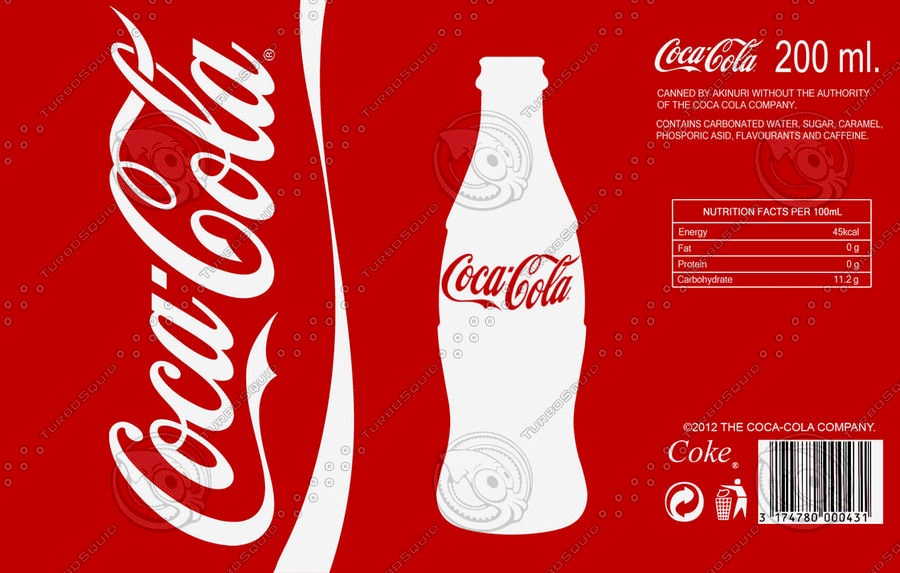 Coca-Cola®
Coca-Cola
Coca-Cola 200 ml.
CANNED BY AKINURI WITHOUT THE AUTHORITY
OF THE COCA COLA COMPANY.
CONTAINS CARBONATED WATER, SUGAR, CARAMEL,
PHOSPORIC ASID, FLAVOURANTS AND CAFFEINE.
NUTRITION FACTS PER 100mL
Energy 45kcal
Fat 0 g
Protein 0 g
Carbohydrate 11.2 g
©2012 THE COCA-COLA COMPANY.
Coke®
3 174780 000431
TURBOSQUID